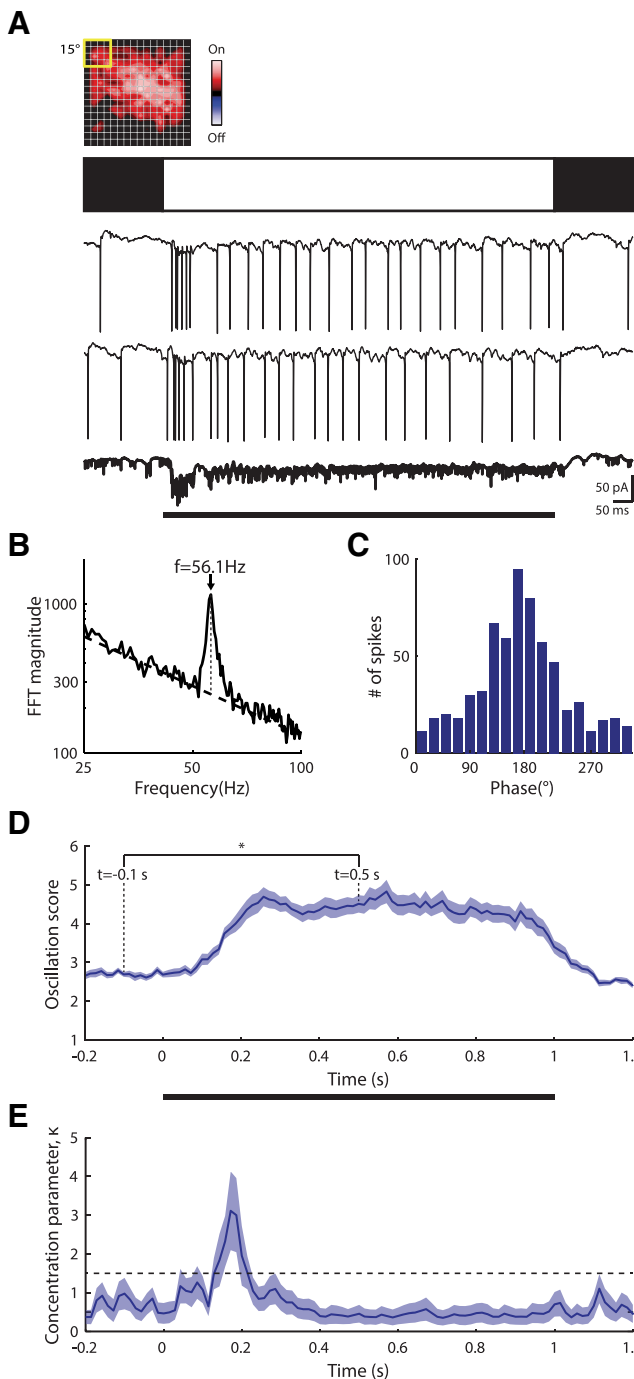 A
15°
On
Off
50 pA
50 ms
B
f=56.1Hz
FFT magnitude
1000
300
100
25
50
100
Frequency(Hz)
C
# of spikes
100
50
0
0
90
180
270
Phase(°)
D
Oscillation score
6
5
4
3
2
1
*
t=-0.1 s
t=0.5 s
-0.2
0
0.2
0.4
0.6
0.8
1
1.
Time (s)
E
Concentration parameter, κ
5
4
3
2
1
0
-0.2
0
0.2
0.4
0.6
0.8
1
1.
Time (s)